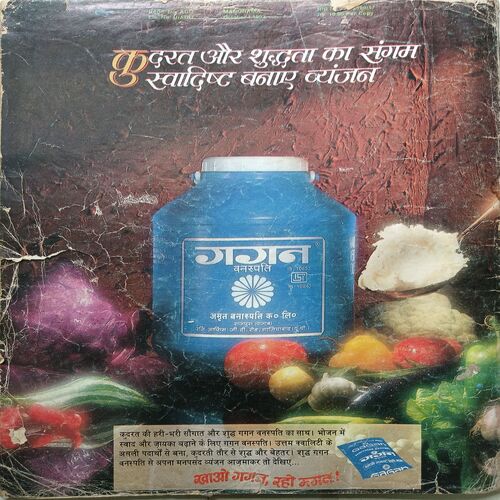 कुदरत और शुद्धता का संगम
स्वादिष्ट बनाए व्यंजन
गगन
वनस्पति
अमृत बनास्पति क० लि०
कुदरत की हरी-भरी सौगात और शुद्ध गगन वनस्पति का साथ। भोजन में
स्वाद और ज़ायका बढ़ाने के लिए गगन वनस्पति। उत्तम क्वालिटी के
असली पदार्थों से बना, कुदरती तौर से शुद्ध और बेहतर। शुद्ध गगन
वनस्पति से अपना मनपसंद व्यंजन आज़माकर तो देखिए...
खाओ गगन, रहो मगन!